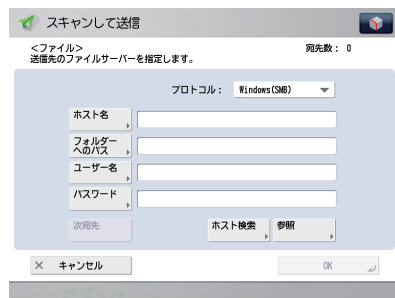 スキャンして送信
<ファイル>
送信先のファイルサーバーを指定します。
宛先数： 0
プロトコル： Windows(SMB)
ホスト名
フォルダー
へのパス
ユーザー名
パスワード
次宛先
ホスト検索
参照
× キャンセル
OK